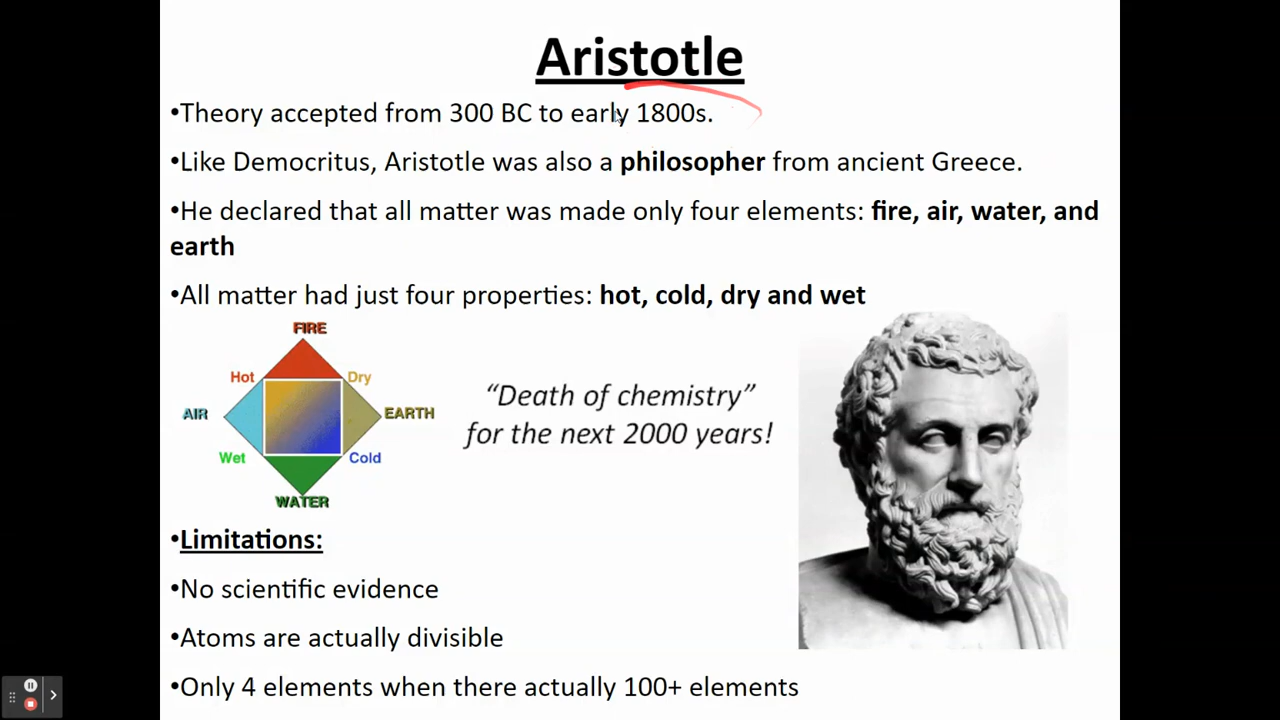 Aristotle
•Theory accepted from 300 BC to early 1800s.
•Like Democritus, Aristotle was also a philosopher from ancient Greece.
•He declared that all matter was made only four elements: fire, air, water, and
earth
•All matter had just four properties: hot, cold, dry and wet
FIRE
Hot
Dry
AIR
EARTH
Wet
Cold
WATER
“Death of chemistry”
for the next 2000 years!
•Limitations:
•No scientific evidence
•Atoms are actually divisible
•Only 4 elements when there actually 100+ elements